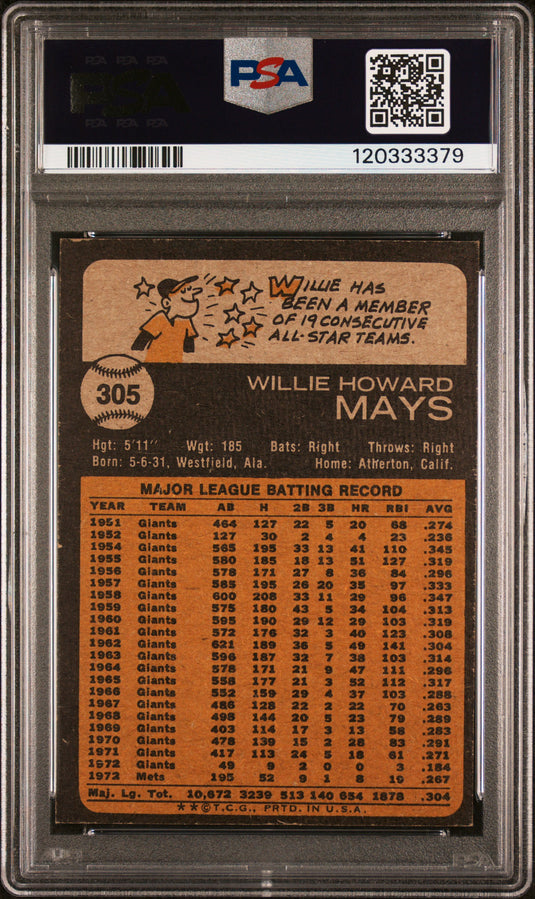 PSA
120333379
WILLIE HAS
BEEN A MEMBER
OF 19 CONSECUTIVE
ALL-STAR TEAMS.
305
WILLIE HOWARD
MAYS
Hgt: 5'11" Wgt: 185 Bats: Right Throws: Right
Born: 5-6-31, Westfield, Ala. Home: Atherton, Calif.
MAJOR LEAGUE BATTING RECORD
YEAR TEAM AB H 2B 3B HR RBI AVG
1951 Giants 464 127 22 5 20 68 .274
1952 Giants 127 30 2 4 4 23 .236
1954 Giants 565 195 33 13 41 110 .345
1955 Giants 580 185 18 13 51 127 .319
1956 Giants 578 171 27 8 36 84 .296
1957 Giants 585 195 26 20 35 97 .333
1958 Giants 600 208 33 11 29 96 .347
1959 Giants 575 180 43 5 34 104 .313
1960 Giants 595 190 29 12 29 103 .319
1961 Giants 572 176 32 3 40 123 .308
1962 Giants 621 189 36 5 49 141 .304
1963 Giants 596 187 32 7 38 103 .314
1964 Giants 578 171 21 9 47 111 .296
1965 Giants 558 177 21 3 52 112 .317
1966 Giants 552 159 29 4 37 103 .288
1967 Giants 486 128 22 2 22 70 .263
1968 Giants 498 144 20 5 23 79 .289
1969 Giants 403 114 17 3 13 58 .283
1970 Giants 478 139 15 2 28 83 .291
1971 Giants 417 113 24 5 18 61 .271
1972 Giants 49 9 2 0 0 3 .184
1972 Mets 195 52 9 1 8 19 .267
Maj. Lg. Tot. 10,672 3239 513 140 654 1878 .304
★★©T.C.G., PRTD. IN U.S.A.